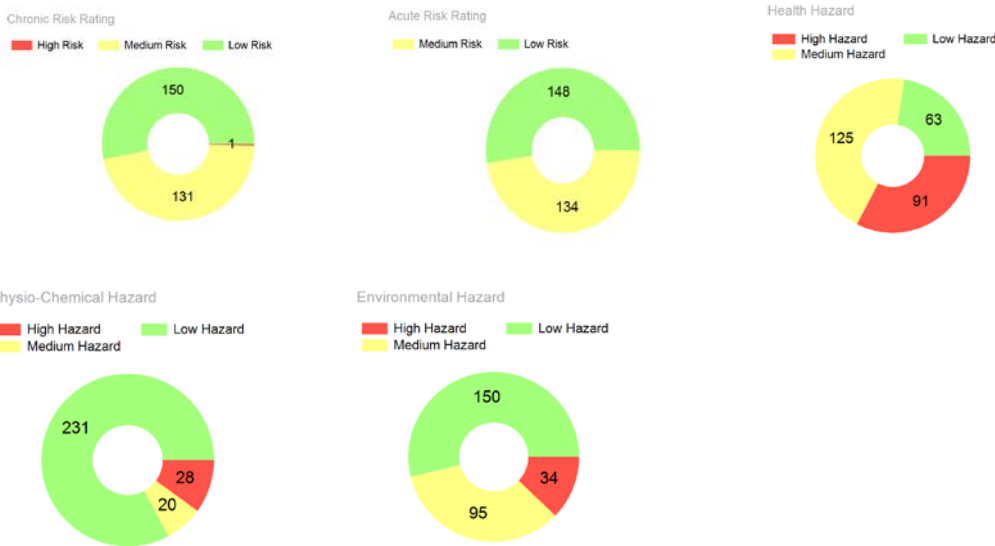 Chronic Risk Rating
High Risk Medium Risk Low Risk
150
1
131
Acute Risk Rating
Medium Risk Low Risk
148
134
Health Hazard
High Hazard Low Hazard
Medium Hazard
125
63
91
hysio-Chemical Hazard
High Hazard Low Hazard
Medium Hazard
231
28
20
Environmental Hazard
High Hazard Low Hazard
Medium Hazard
150
34
95